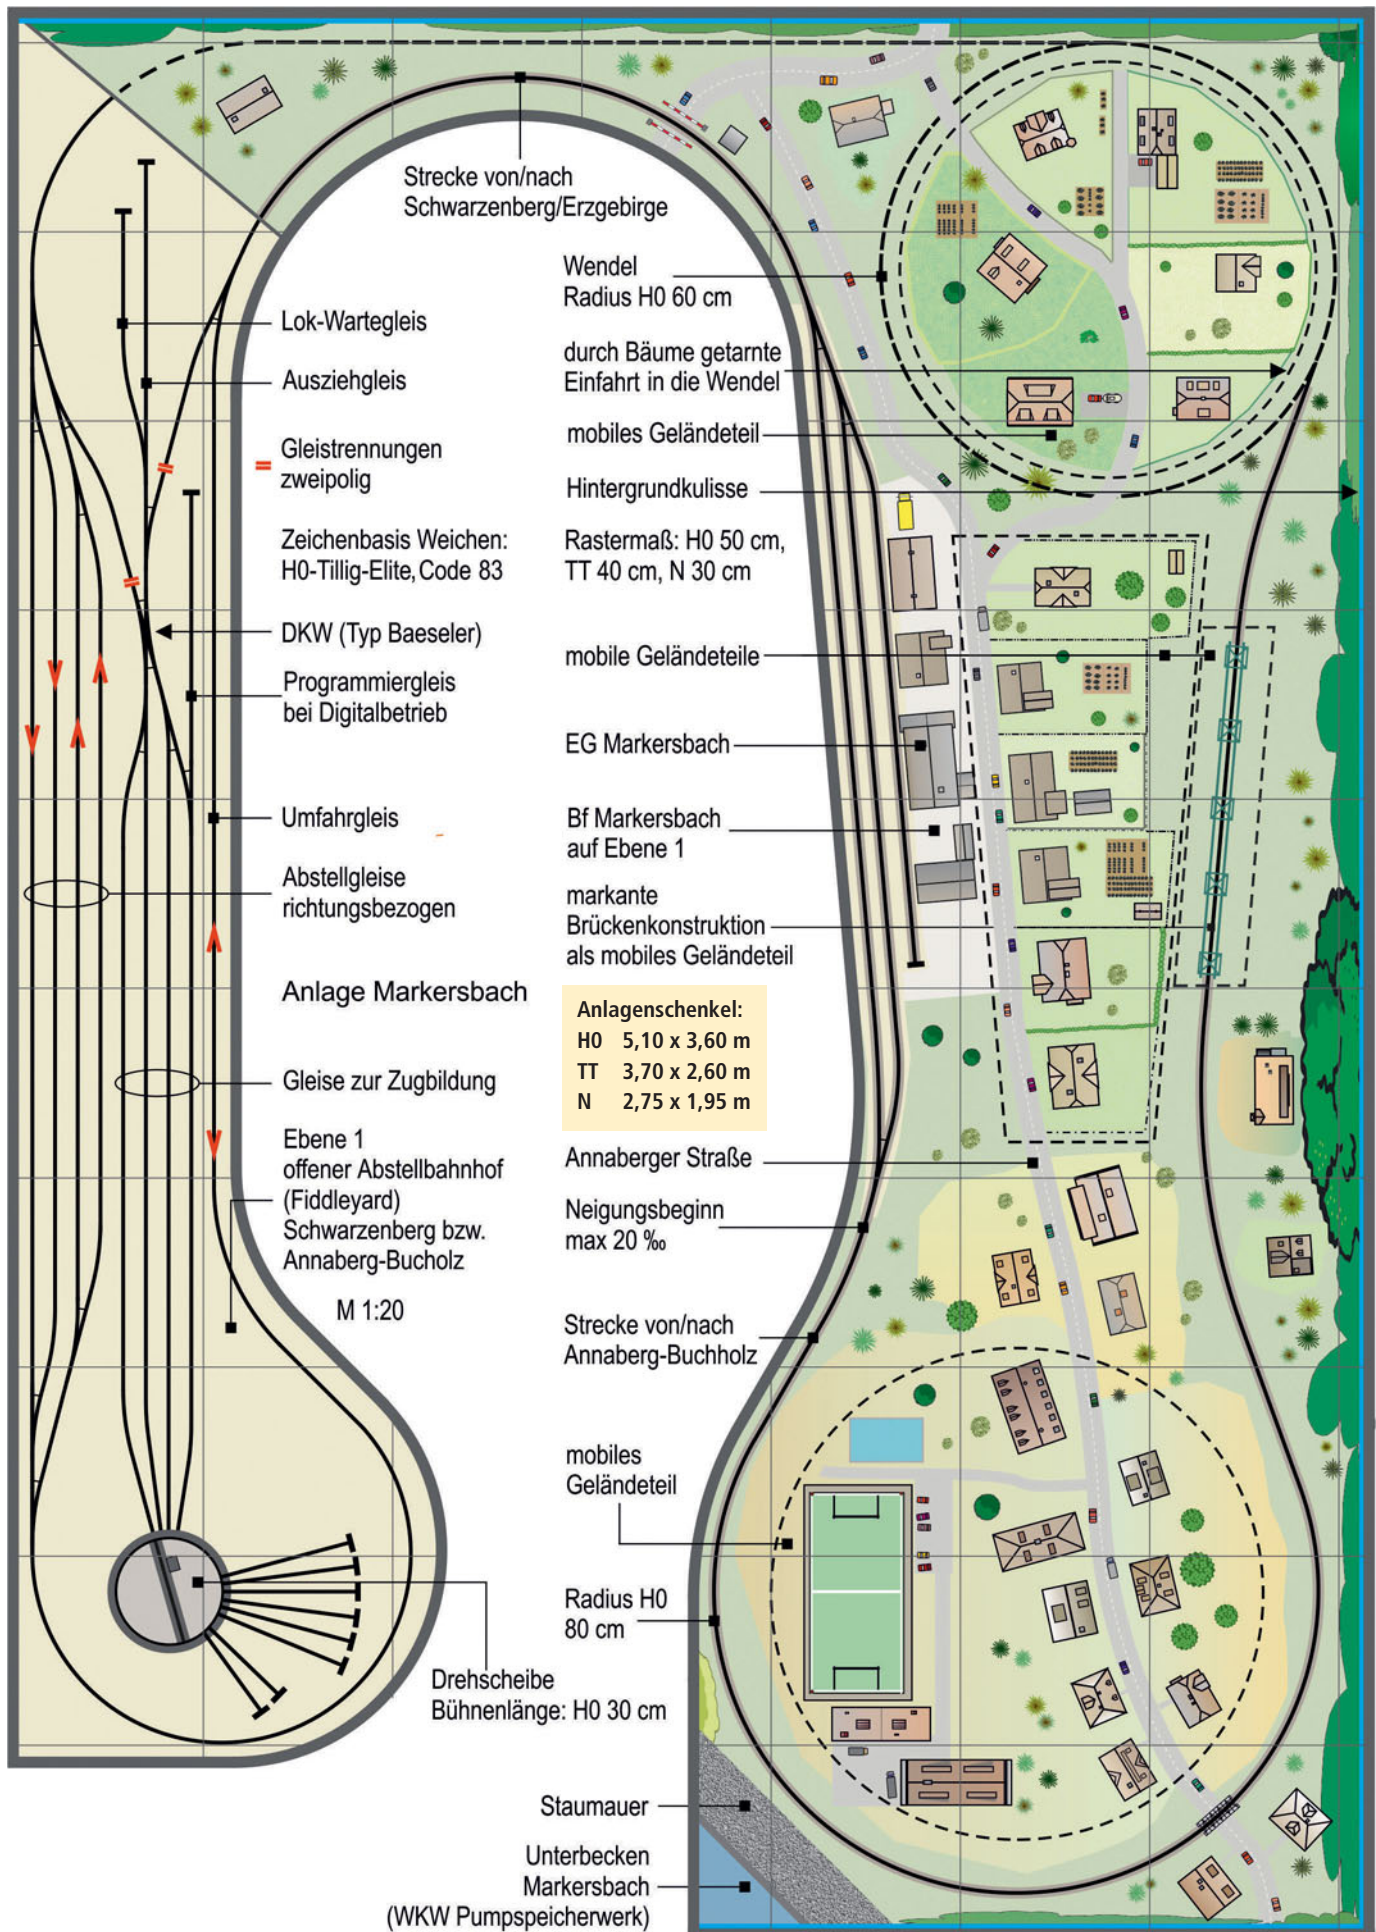 Strecke von/nach
Schwarzenberg/Erzgebirge
Wendel
Radius H0 60 cm
Lok-Wartegleis
durch Bäume getarnte
Einfahrt in die Wendel
Ausziehgleis
mobiles Geländeteil
Gleistrennungen
zweipolig
Hintergrundkulisse
Zeichenbasis Weichen:
H0-Tillig-Elite, Code 83
Rastermaß: H0 50 cm,
TT 40 cm, N 30 cm
DKW (Typ Baeseler)
mobile Geländeteile
Programmiergleis
bei Digitalbetrieb
EG Markersbach
Umfahrgleis
Bf Markersbach
auf Ebene 1
Abstellgleise
richtungsbezogen
markante
Brückenkonstruktion
als mobiles Geländeteil
Anlage Markersbach
Anlagenschenkel:
H0 5,10 x 3,60 m
TT 3,70 x 2,60 m
N 2,75 x 1,95 m
Gleise zur Zugbildung
Ebene 1
offener Abstellbahnhof
(Fiddleyard)
Schwarzenberg bzw.
Annaberg-Bucholz
Annaberger Straße
Neigungsbeginn
max 20 ‰
M 1:20
Strecke von/nach
Annaberg-Buchholz
mobiles
Geländeteil
Radius H0
80 cm
Drehscheibe
Bühnenlänge: H0 30 cm
Staumauer
Unterbecken
Markersbach
(WKW Pumpspeicherwerk)